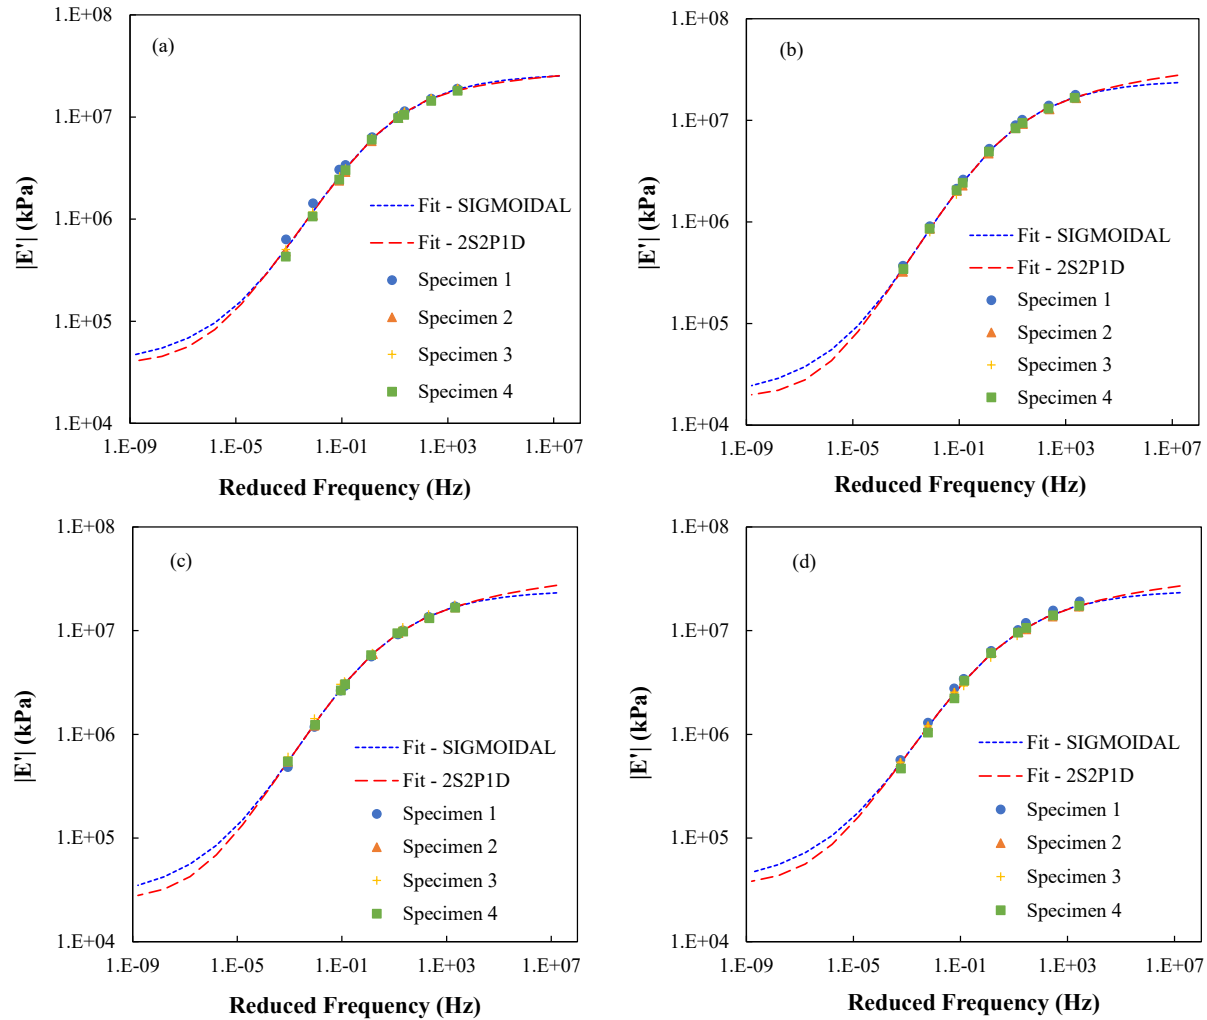 (a)
|E'| (kPa)
1.E+08
1.E+07
1.E+06
1.E+05
1.E+04
Fit - SIGMOIDAL
Fit - 2S2P1D
Specimen 1
Specimen 2
Specimen 3
Specimen 4
1.E-09 1.E-05 1.E-01 1.E+03 1.E+07
Reduced Frequency (Hz)
(b)
|E'| (kPa)
1.E+08
1.E+07
1.E+06
1.E+05
1.E+04
Fit - SIGMOIDAL
Fit - 2S2P1D
Specimen 1
Specimen 2
Specimen 3
Specimen 4
1.E-09 1.E-05 1.E-01 1.E+03 1.E+07
Reduced Frequency (Hz)
(c)
|E'| (kPa)
1.E+08
1.E+07
1.E+06
1.E+05
1.E+04
Fit - SIGMOIDAL
Fit - 2S2P1D
Specimen 1
Specimen 2
Specimen 3
Specimen 4
1.E-09 1.E-05 1.E-01 1.E+03 1.E+07
Reduced Frequency (Hz)
(d)
|E'| (kPa)
1.E+08
1.E+07
1.E+06
1.E+05
1.E+04
Fit - SIGMOIDAL
Fit - 2S2P1D
Specimen 1
Specimen 2
Specimen 3
Specimen 4
1.E-09 1.E-05 1.E-01 1.E+03 1.E+07
Reduced Frequency (Hz)